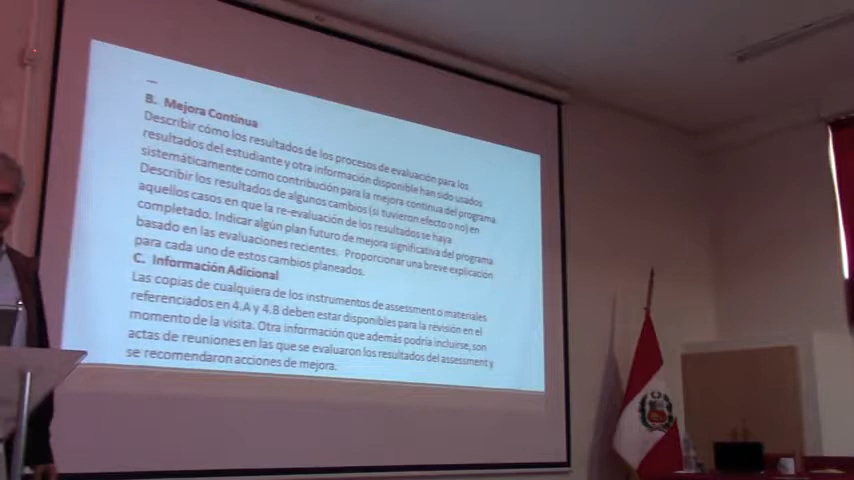 B. Mejora Continua
Describir cómo los resultados de los procesos de evaluación para los
resultados del estudiante y otra información disponible han sido usados
sistemáticamente como contribución para la mejora continua del programa.
Describir los resultados de algunos cambios (si tuvieron efecto o no) en
aquellos casos en que la re-evaluación de los resultados se haya
completado. Indicar algún plan futuro de mejora significativa del programa
basado en las evaluaciones recientes. Proporcionar una breve explicación
para cada uno de estos cambios planeados.
C. Información Adicional
Las copias de cualquiera de los instrumentos de assessment o materiales
referenciados en 4.A y 4.B deben estar disponibles para la revisión en el
momento de la visita. Otra información que además podría incluirse, son
actas de reuniones en las que se evaluaron los resultados del assessment y
se recomendaron acciones de mejora.